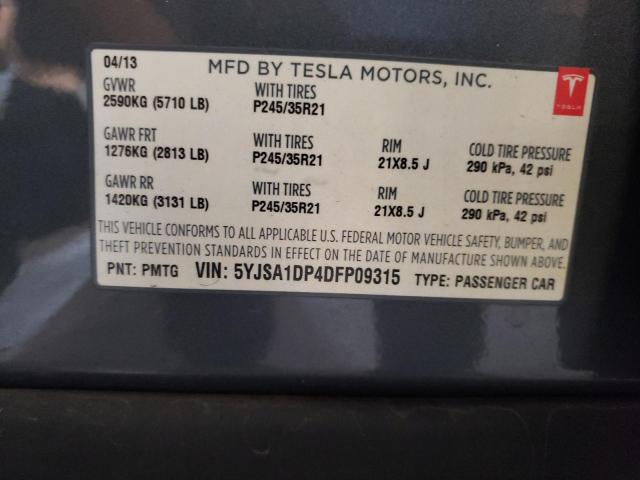 04/13 MFD BY TESLA MOTORS, INC.
GVWR WITH TIRES
2590KG (5710 LB) P245/35R21
TESLA
GAWR FRT WITH TIRES RIM COLD TIRE PRESSURE
1276KG (2813 LB) P245/35R21 21X8.5 J 290 kPa, 42 psi
GAWR RR WITH TIRES RIM COLD TIRE PRESSURE
1420KG (3131 LB) P245/35R21 21X8.5 J 290 kPa, 42 psi
THIS VEHICLE CONFORMS TO ALL APPLICABLE U.S. FEDERAL MOTOR VEHICLE SAFETY, BUMPER, AND
THEFT PREVENTION STANDARDS IN EFFECT ON THE DATE OF MANUFACTURE SHOWN ABOVE.
PNT: PMTG VIN: 5YJSA1DP4DFP09315 TYPE: PASSENGER CAR